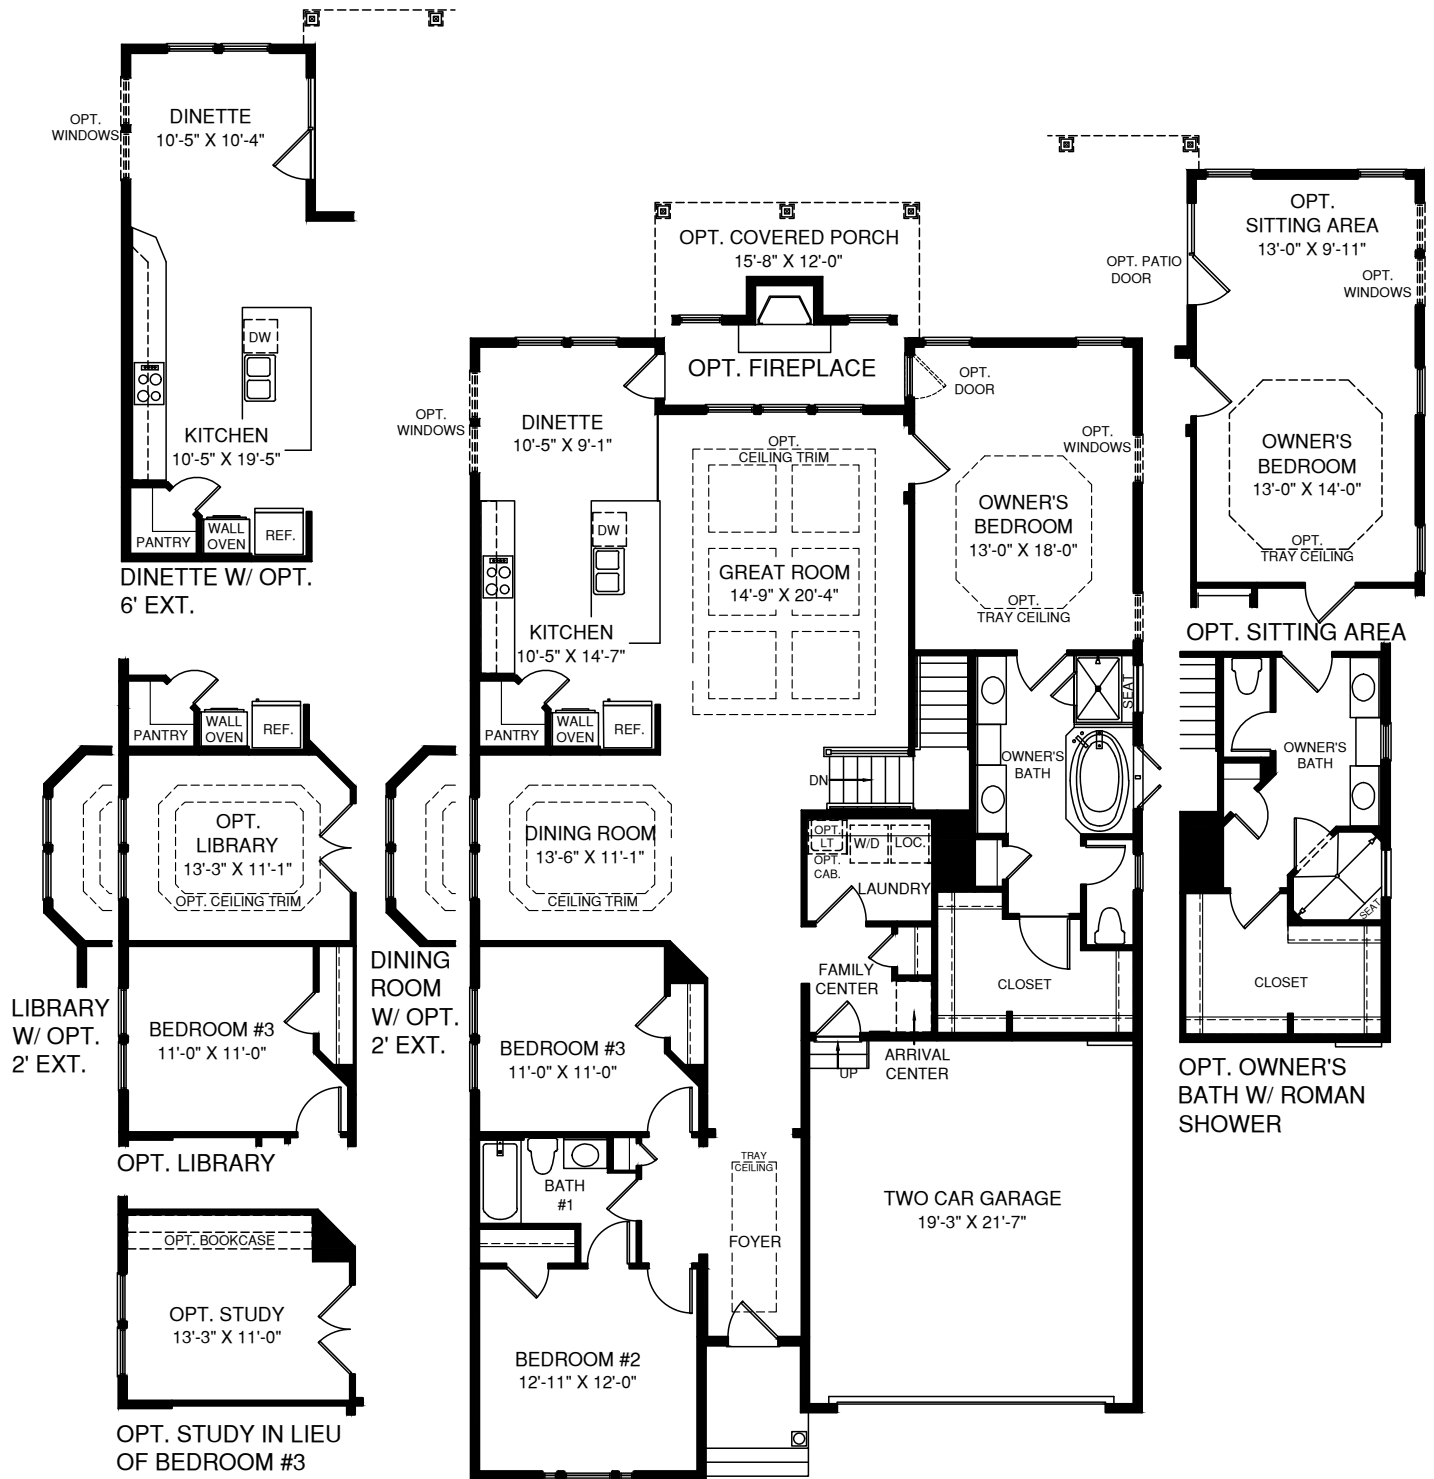 DINETTE
10'-5" X 10'-4"
OPT.
WINDOWS
DW
KITCHEN
10'-5" X 19'-5"
PANTRY
WALL
OVEN
REF.
DINETTE W/ OPT.
6' EXT.
OPT. COVERED PORCH
15'-8" X 12'-0"
OPT. FIREPLACE
OPT.
DOOR
DINETTE
10'-5" X 9'-1"
OPT.
WINDOWS
OPT.
CEILING TRIM
OPT.
WINDOWS
OWNER'S
BEDROOM
13'-0" X 18'-0"
OPT.
TRAY CEILING
DW
GREAT ROOM
14'-9" X 20'-4"
KITCHEN
10'-5" X 14'-7"
PANTRY
WALL
OVEN
REF.
OPT.
SITTING AREA
13'-0" X 9'-11"
OPT. PATIO
DOOR
OPT.
WINDOWS
OWNER'S
BEDROOM
13'-0" X 14'-0"
OPT.
TRAY CEILING
OPT. SITTING AREA
PANTRY
WALL
OVEN
REF.
OPT.
LIBRARY
13'-3" X 11'-1"
OPT. CEILING TRIM
LIBRARY
W/ OPT.
2' EXT.
BEDROOM #3
11'-0" X 11'-0"
OPT. LIBRARY
DINING
ROOM
W/ OPT.
2' EXT.
DINING ROOM
13'-6" X 11'-1"
CEILING TRIM
SEAT
OWNER'S
BATH
DN
OPT.
LT
OPT.
CAB.
W/D
LOC.
LAUNDRY
FAMILY
CENTER
CLOSET
ARRIVAL
CENTER
UP
OWNER'S
BATH
SEAT
CLOSET
OPT. OWNER'S
BATH W/ ROMAN
SHOWER
BEDROOM #3
11'-0" X 11'-0"
BATH
#1
TRAY
CEILING
FOYER
TWO CAR GARAGE
19'-3" X 21'-7"
BEDROOM #2
12'-11" X 12'-0"
OPT. BOOKCASE
OPT. STUDY
13'-3" X 11'-0"
OPT. STUDY IN LIEU
OF BEDROOM #3